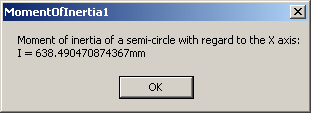 MomentOfInertia1
Moment of inertia of a semi-circle with regard to the X axis:
I = 638.490470874367mm
OK